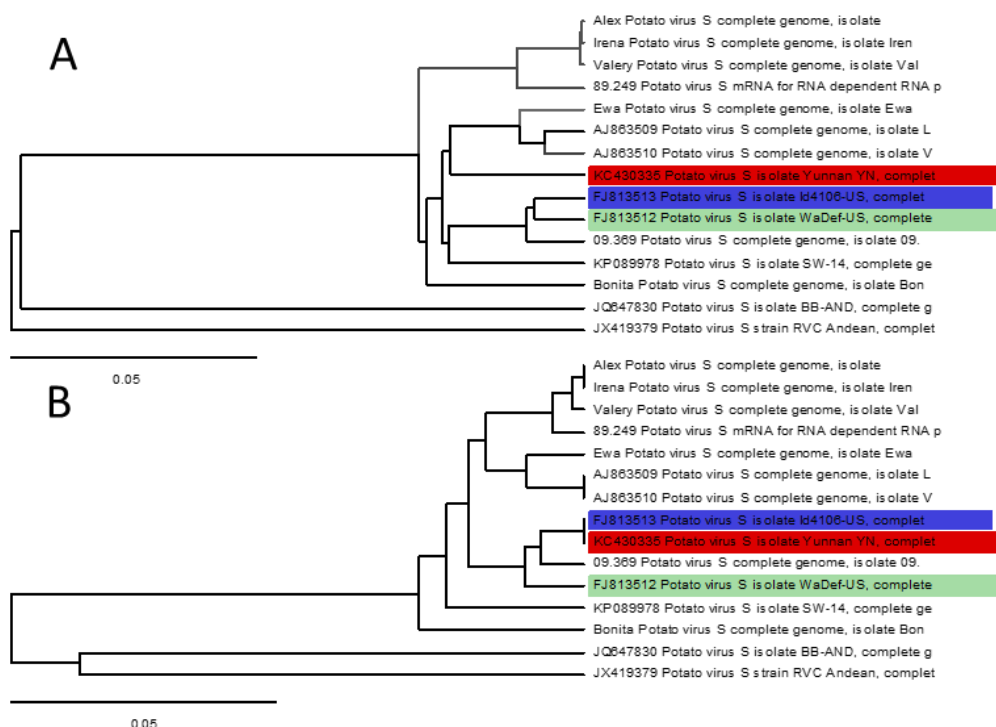 A
Alex Potato virus S complete genome, isolate
Irena Potato virus S complete genome, isolate Iren
Valery Potato virus S complete genome, isolate Val
89.249 Potato virus S mRNA for RNA dependent RNA p
Ewa Potato virus S complete genome, isolate Ewa
AJ863509 Potato virus S complete genome, isolate L
AJ863510 Potato virus S complete genome, isolate V
KC430335 Potato virus S isolate Yunnan YN, complet
FJ813513 Potato virus S isolate Id4106-US, complet
FJ813512 Potato virus S isolate WaDef-US, complete
09.369 Potato virus S complete genome, isolate 09.
KP089978 Potato virus S isolate SW-14, complete ge
Bonita Potato virus S complete genome, isolate Bon
JQ647830 Potato virus S isolate BB-AND, complete g
JX419379 Potato virus S strain RVC Andean, complet
0.05
B
Alex Potato virus S complete genome, isolate
Irena Potato virus S complete genome, isolate Iren
Valery Potato virus S complete genome, isolate Val
89.249 Potato virus S mRNA for RNA dependent RNA p
Ewa Potato virus S complete genome, isolate Ewa
AJ863509 Potato virus S complete genome, isolate L
AJ863510 Potato virus S complete genome, isolate V
FJ813513 Potato virus S isolate Id4106-US, complet
KC430335 Potato virus S isolate Yunnan YN, complet
09.369 Potato virus S complete genome, isolate 09.
FJ813512 Potato virus S isolate WaDef-US, complete
KP089978 Potato virus S isolate SW-14, complete ge
Bonita Potato virus S complete genome, isolate Bon
JQ647830 Potato virus S isolate BB-AND, complete g
JX419379 Potato virus S strain RVC Andean, complet
0.05